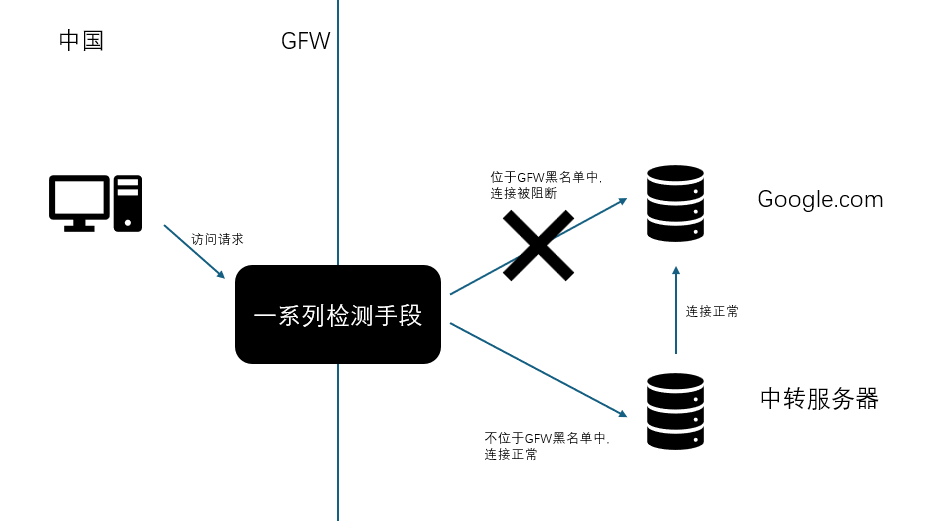 中国
GFW
位于GFW黑名单中,
连接被阻断
Google.com
访问请求
一系列检测手段
连接正常
中转服务器
不位于GFW黑名单中,
连接正常